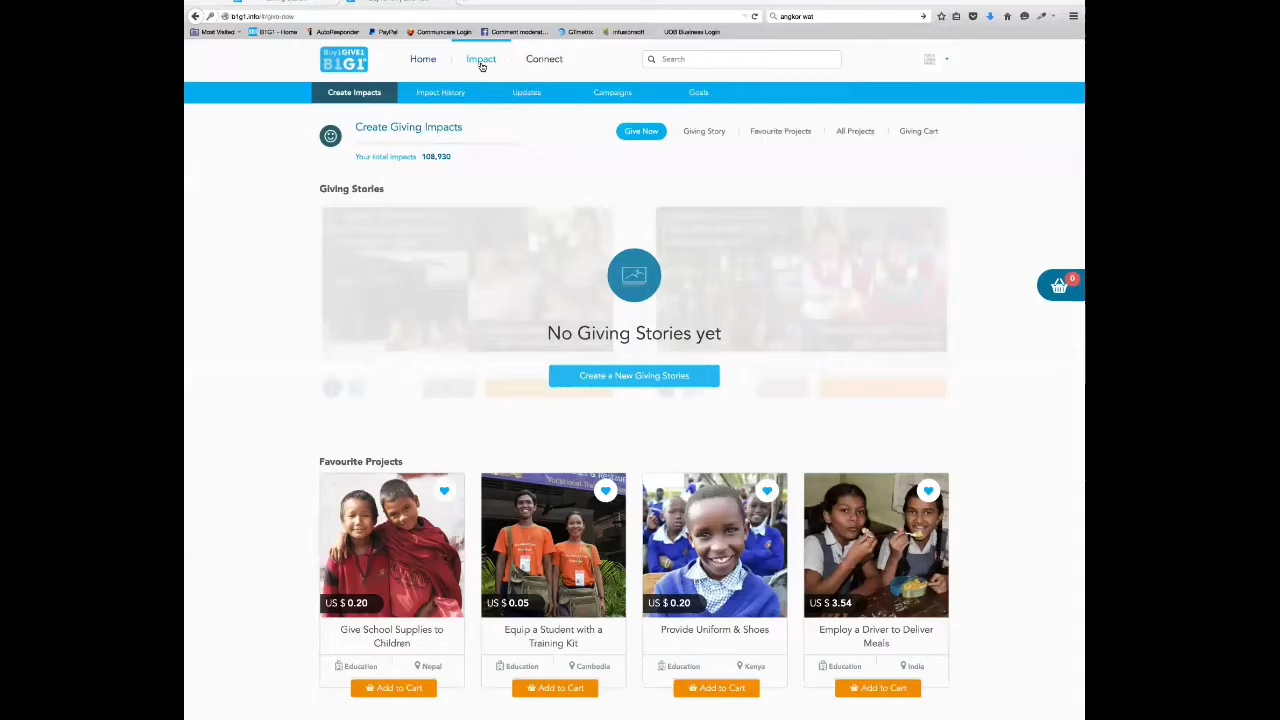 b1g1.info/#/give-now
angkor wat
Most Visited
B1G1 - Home
AutoResponder
PayPal
Communicare Login
Comment moderat...
GTmetrix
infusionsoft
UOB Business Login
Buy1GIVE1
B1G1
Home
Impact
Connect
Search
Create Impacts
Impact History
Updates
Campaigns
Goals
Create Giving Impacts
Give Now
Giving Story
Favourite Projects
All Projects
Giving Cart
Your total impacts 108,930
Giving Stories
0
No Giving Stories yet
Create a New Giving Stories
Favourite Projects
US $ 0.20
US $ 0.05
US $ 0.20
US $ 3.54
Give School Supplies to
Children
Equip a Student with a
Training Kit
Provide Uniform & Shoes
Employ a Driver to Deliver
Meals
Education
Nepal
Education
Cambodia
Education
Kenya
Education
India
Add to Cart
Add to Cart
Add to Cart
Add to Cart